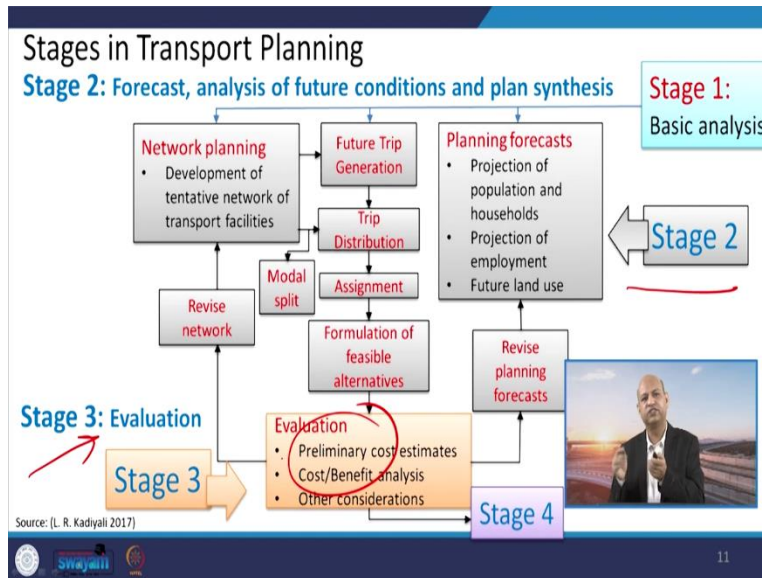 Stages in Transport Planning
Stage 2: Forecast, analysis of future conditions and plan synthesis
Stage 1:
Basic analysis
Network planning
• Development of
tentative network of
transport facilities
Future Trip
Generation
Planning forecasts
• Projection of
population and
households
• Projection of
employment
• Future land use
Stage 2
Trip
Distribution
Modal
split
Assignment
Revise
network
Formulation of
feasible
alternatives
Revise
planning
forecasts
Stage 3: Evaluation
Stage 3
Evaluation
• Preliminary cost estimates
• Cost/Benefit analysis
• Other considerations
Stage 4
Source: (L. R. Kadiyali 2017)
swayam
11